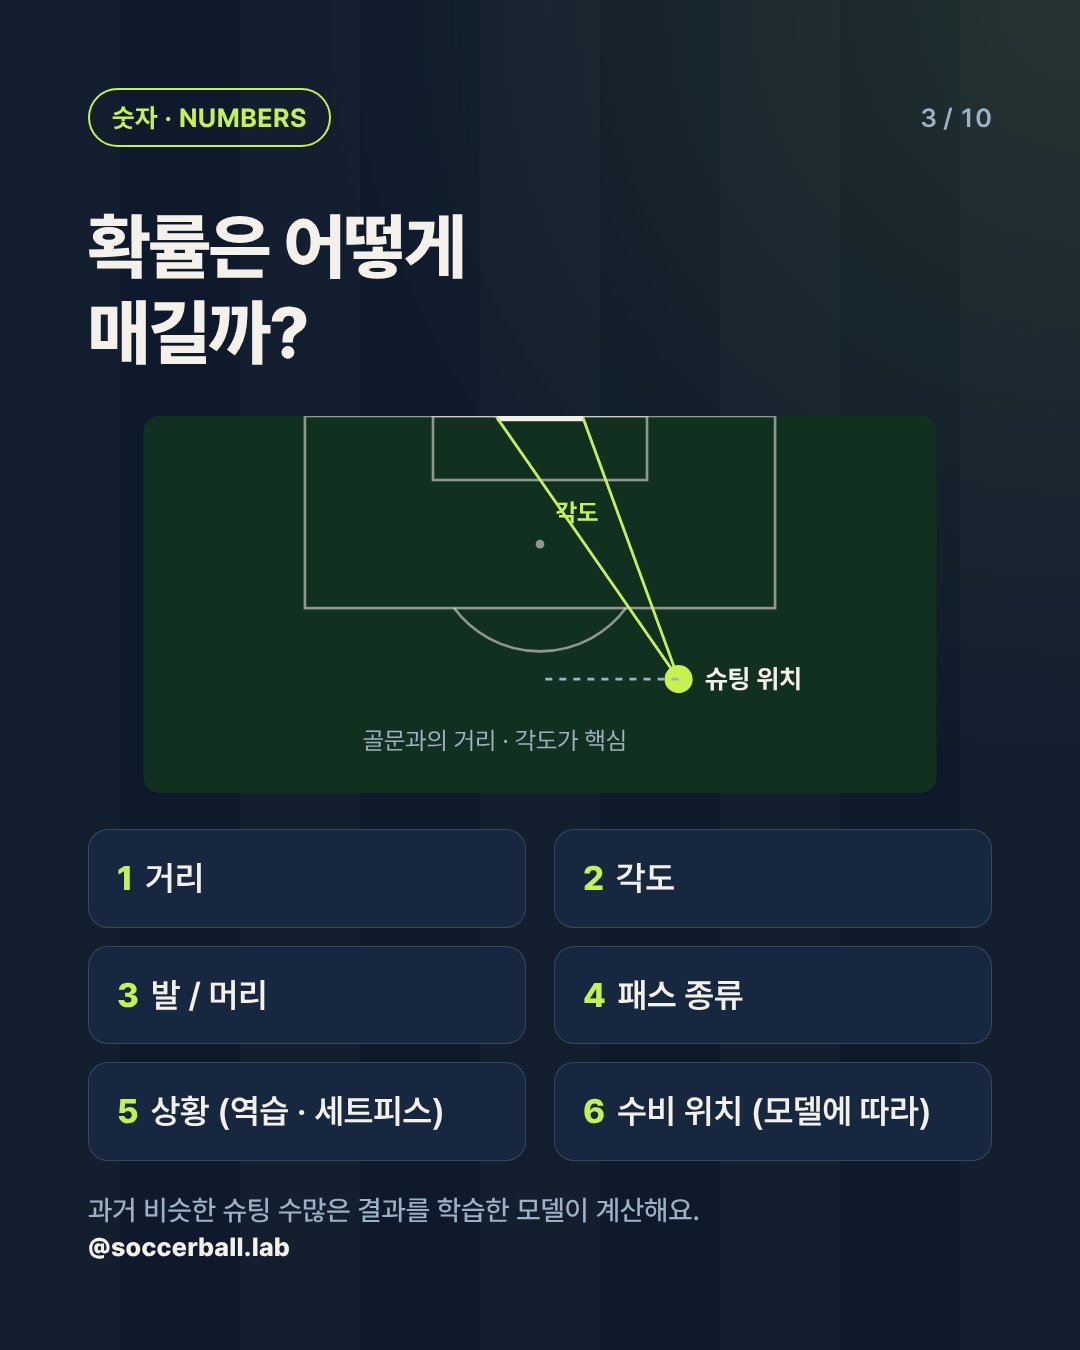 숫자 · NUMBERS
3 / 10
확률은 어떻게
매길까?
각도
슈팅 위치
골문과의 거리 · 각도가 핵심
1 거리
2 각도
3 발 / 머리
4 패스 종류
5 상황 (역습 · 세트피스)
6 수비 위치 (모델에 따라)
과거 비슷한 슈팅 수많은 결과를 학습한 모델이 계산해요.
@soccerball.lab